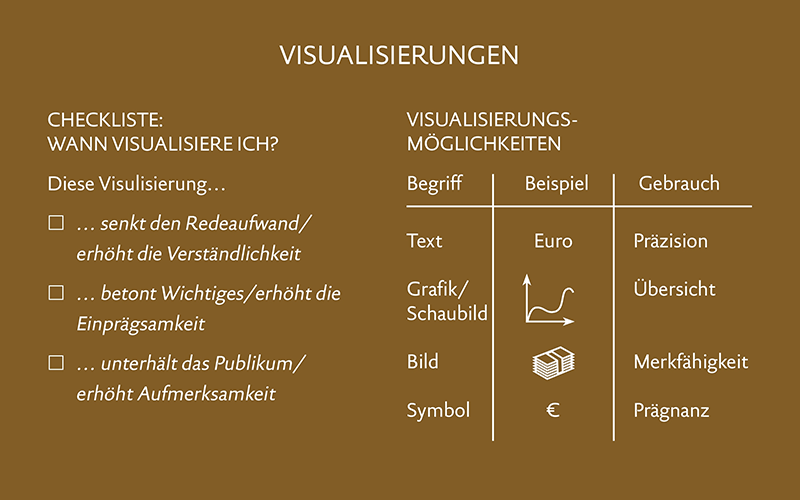 VISUALISIERUNGEN
CHECKLISTE:
WANN VISUALISIERE ICH?
Diese Visulisierung…
… senkt den Redeaufwand/
erhöht die Verständlichkeit
… betont Wichtiges/erhöht die
Einprägsamkeit
… unterhält das Publikum/
erhöht Aufmerksamkeit
VISUALISIERUNGS-
MÖGLICHKEITEN
Begriff Beispiel Gebrauch
Text Euro Präzision
Grafik/ Übersicht
Schaubild
Bild Merkfähigkeit
Symbol € Prägnanz